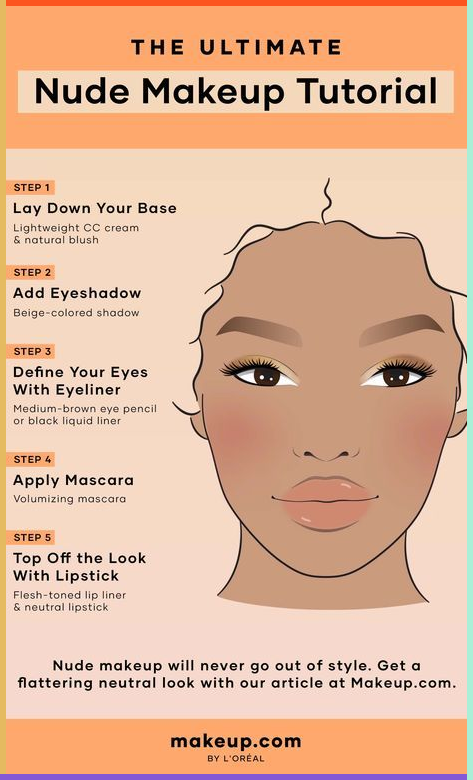 THE ULTIMATE
Nude Makeup Tutorial
STEP 1
Lay Down Your Base
Lightweight CC cream
& natural blush
STEP 2
Add Eyeshadow
Beige-colored shadow
STEP 3
Define Your Eyes
With Eyeliner
Medium-brown eye pencil
or black liquid liner
STEP 4
Apply Mascara
Volumizing mascara
STEP 5
Top Off the Look
With Lipstick
Flesh-toned lip liner
& neutral lipstick
Nude makeup will never go out of style. Get a
flattering neutral look with our article at Makeup.com.
makeup.com
BY L'ORÉAL